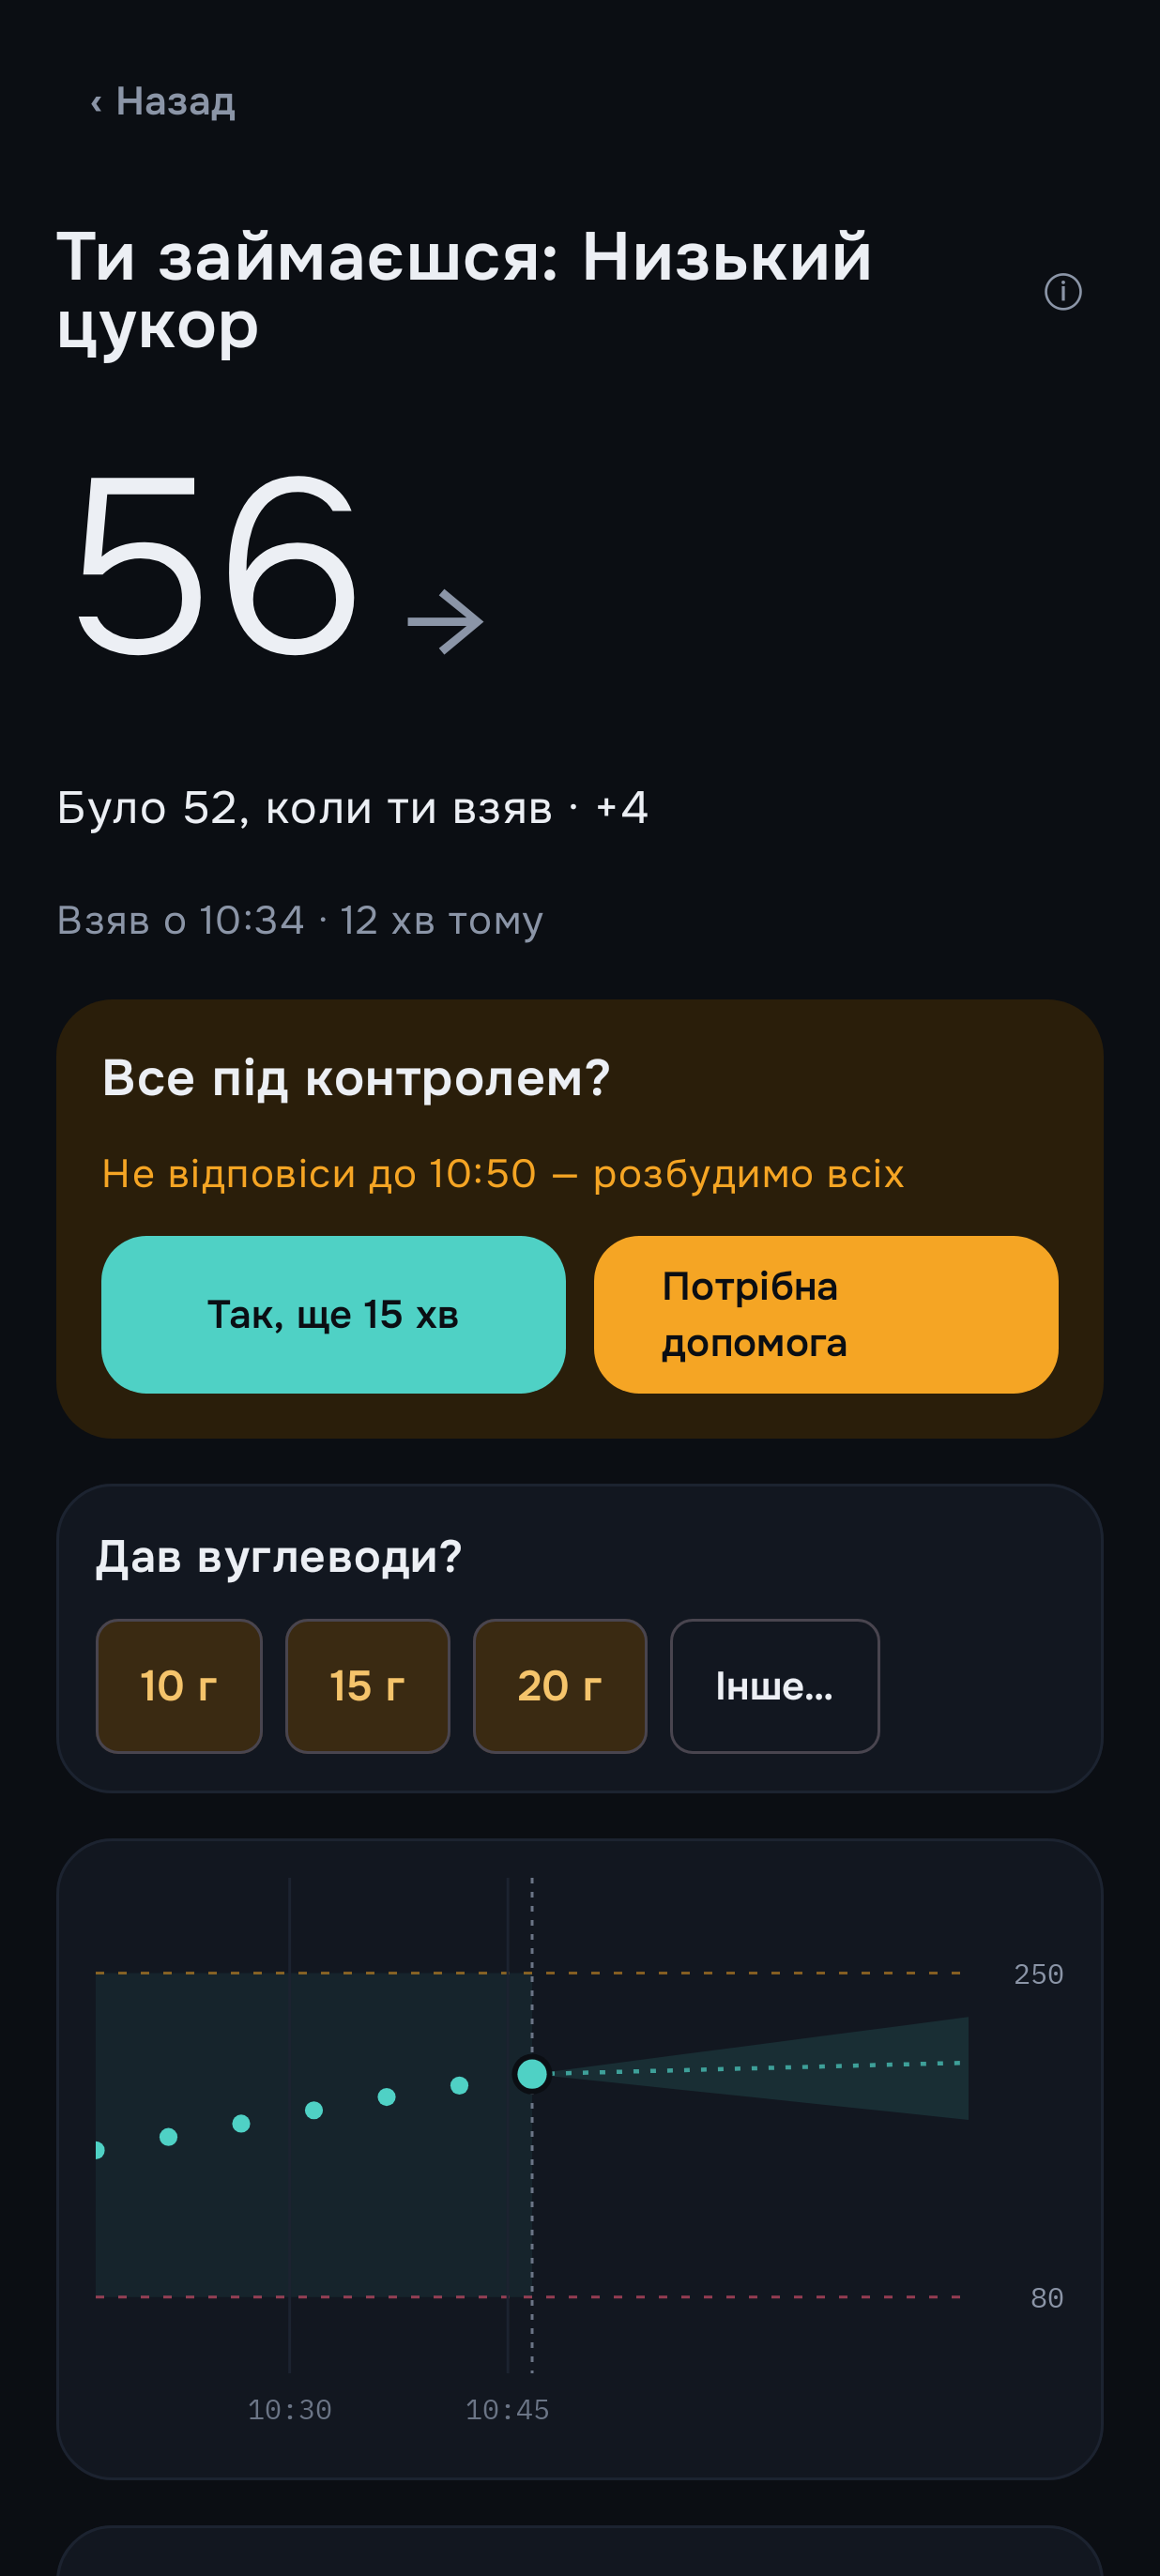 ‹ Назад
Ти займаєшся: Низький
цукор
56 →
Було 52, коли ти взяв · +4
Взяв о 10:34 · 12 хв тому
Все під контролем?
Не відповіси до 10:50 — розбудимо всіх
Так, ще 15 хв
Потрібна
допомога
Дав вуглеводи?
10 г
15 г
20 г
Інше...
250
80
10:30
10:45